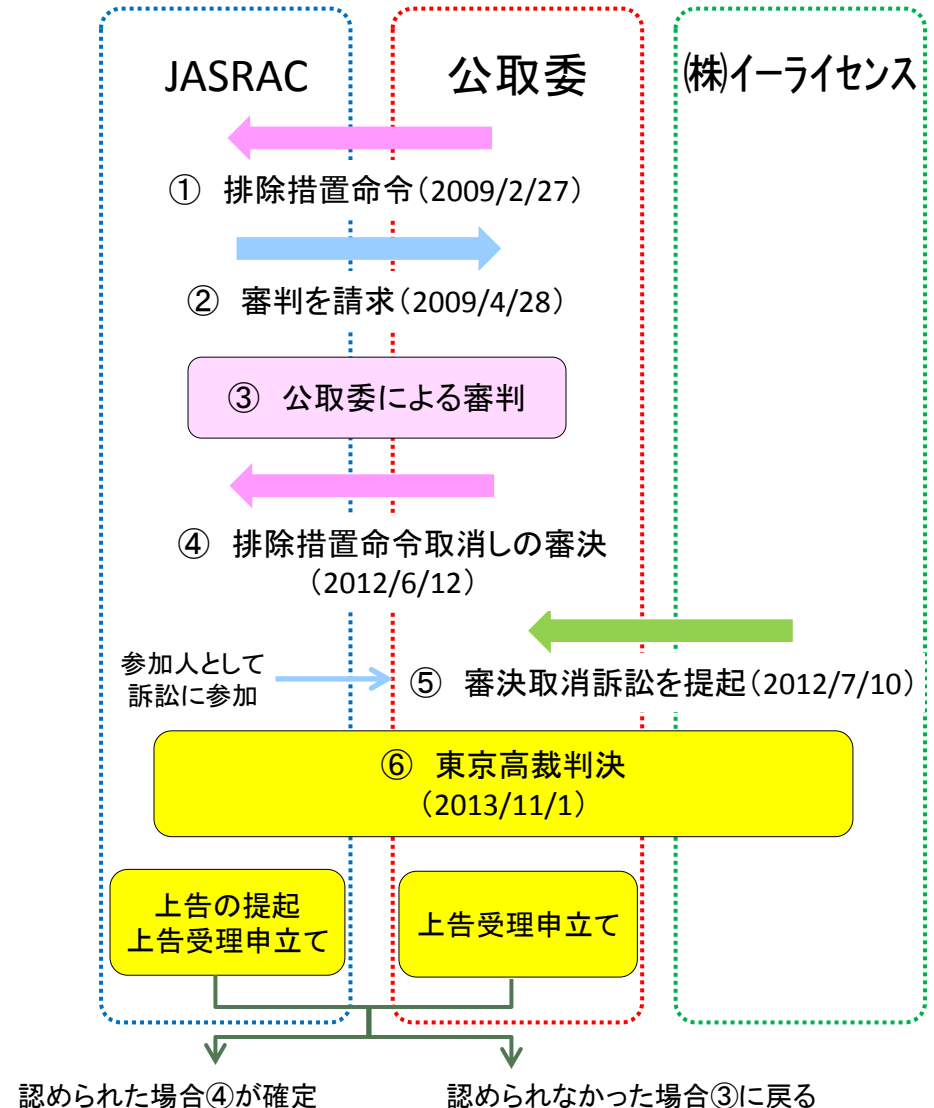 JASRAC 公取委 ㈱イーライセンス
① 排除措置命令(2009/2/27)
② 審判を請求(2009/4/28)
③ 公取委による審判
④ 排除措置命令取消しの審決
(2012/6/12)
参加人として
訴訟に参加
⑤ 審決取消訴訟を提起(2012/7/10)
⑥ 東京高裁判決
(2013/11/1)
上告の提起
上告受理申立て
上告受理申立て
認められた場合④が確定
認められなかった場合③に戻る